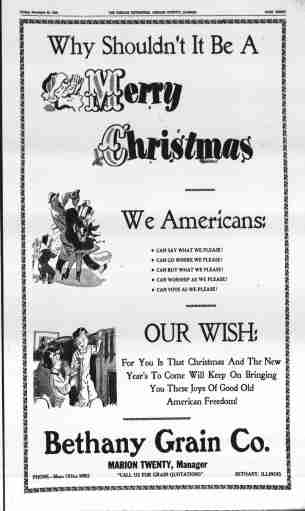 Why Shouldn't It Be A
Merry
Christmas
We Americans:
• CAN SAY WHAT WE PLEASE!
• CAN GO WHERE WE PLEASE!
• CAN BUY WHAT WE PLEASE!
• CAN WORSHIP AS WE PLEASE!
• CAN VOTE AS WE PLEASE!
OUR WISH:
For You Is That Christmas And The New
Year's To Come Will Keep On Bringing
You These Joys Of Good Old
American Freedom!
Bethany Grain Co.
MARION TWENTY, Manager
"CALL US FOR GRAIN QUOTATIONS"
BETHANY, ILLINOIS